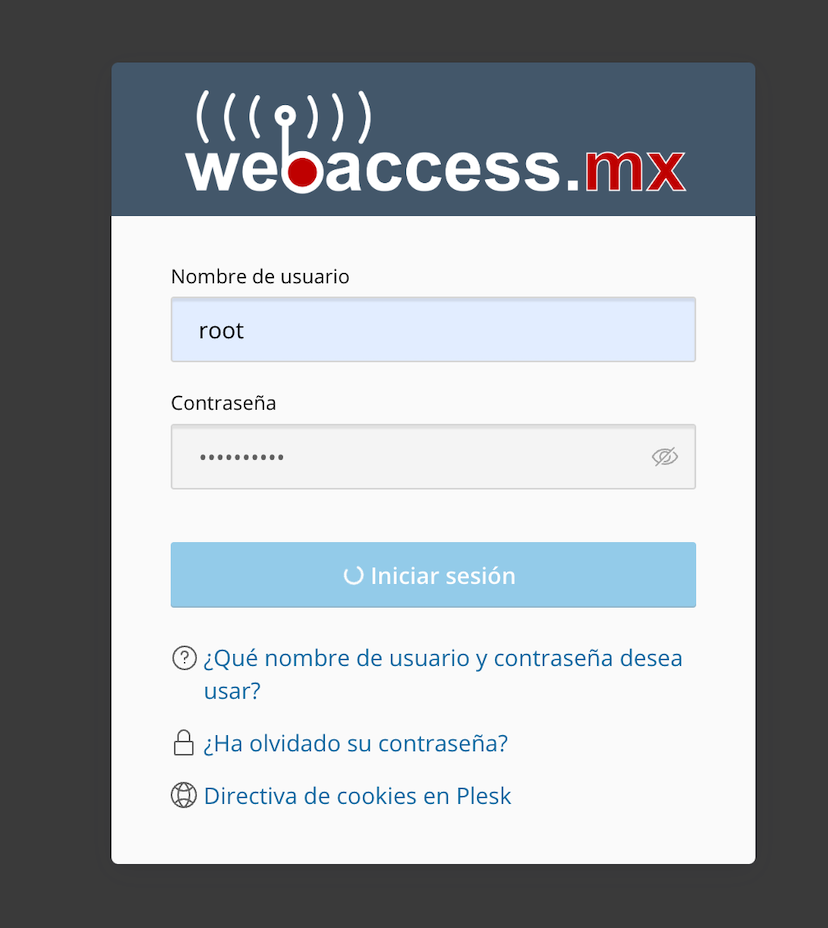 webaccess.mx
Nombre de usuario
root
Contraseña
••••••••••
Iniciar sesión
¿Qué nombre de usuario y contraseña desea
usar?
¿Ha olvidado su contraseña?
Directiva de cookies en Plesk